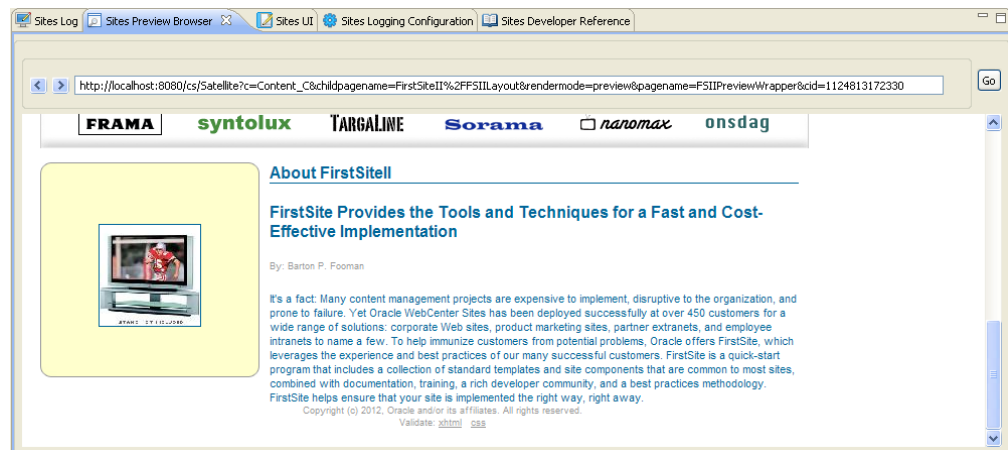 Sites Log Sites Preview Browser Sites UI Sites Logging Configuration Sites Developer Reference
http://localhost:8080/cs/Satellite?c=Content_C&childpagename=FirstSiteII%2FFSIILayout&rendermode=preview&pagename=FSIIPreviewWrapper&cid=1124813172330 Go
FRAMA syntolux TARGALINE Sorama nanomax onsdag
About FirstSiteII
FirstSite Provides the Tools and Techniques for a Fast and Cost-
Effective Implementation
By: Barton P. Fooman
It's a fact: Many content management projects are expensive to implement, disruptive to the organization, and
prone to failure. Yet Oracle WebCenter Sites has been deployed successfully at over 450 customers for a
wide range of solutions: corporate Web sites, product marketing sites, partner extranets, and employee
intranets to name a few. To help immunize customers from potential problems, Oracle offers FirstSite, which
leverages the experience and best practices of our many successful customers. FirstSite is a quick-start
program that includes a collection of standard templates and site components that are common to most sites,
combined with documentation, training, a rich developer community, and a best practices methodology.
FirstSite helps ensure that your site is implemented the right way, right away.
Copyright (c) 2012, Oracle and/or its affiliates. All rights reserved.
Validate: xhtml css